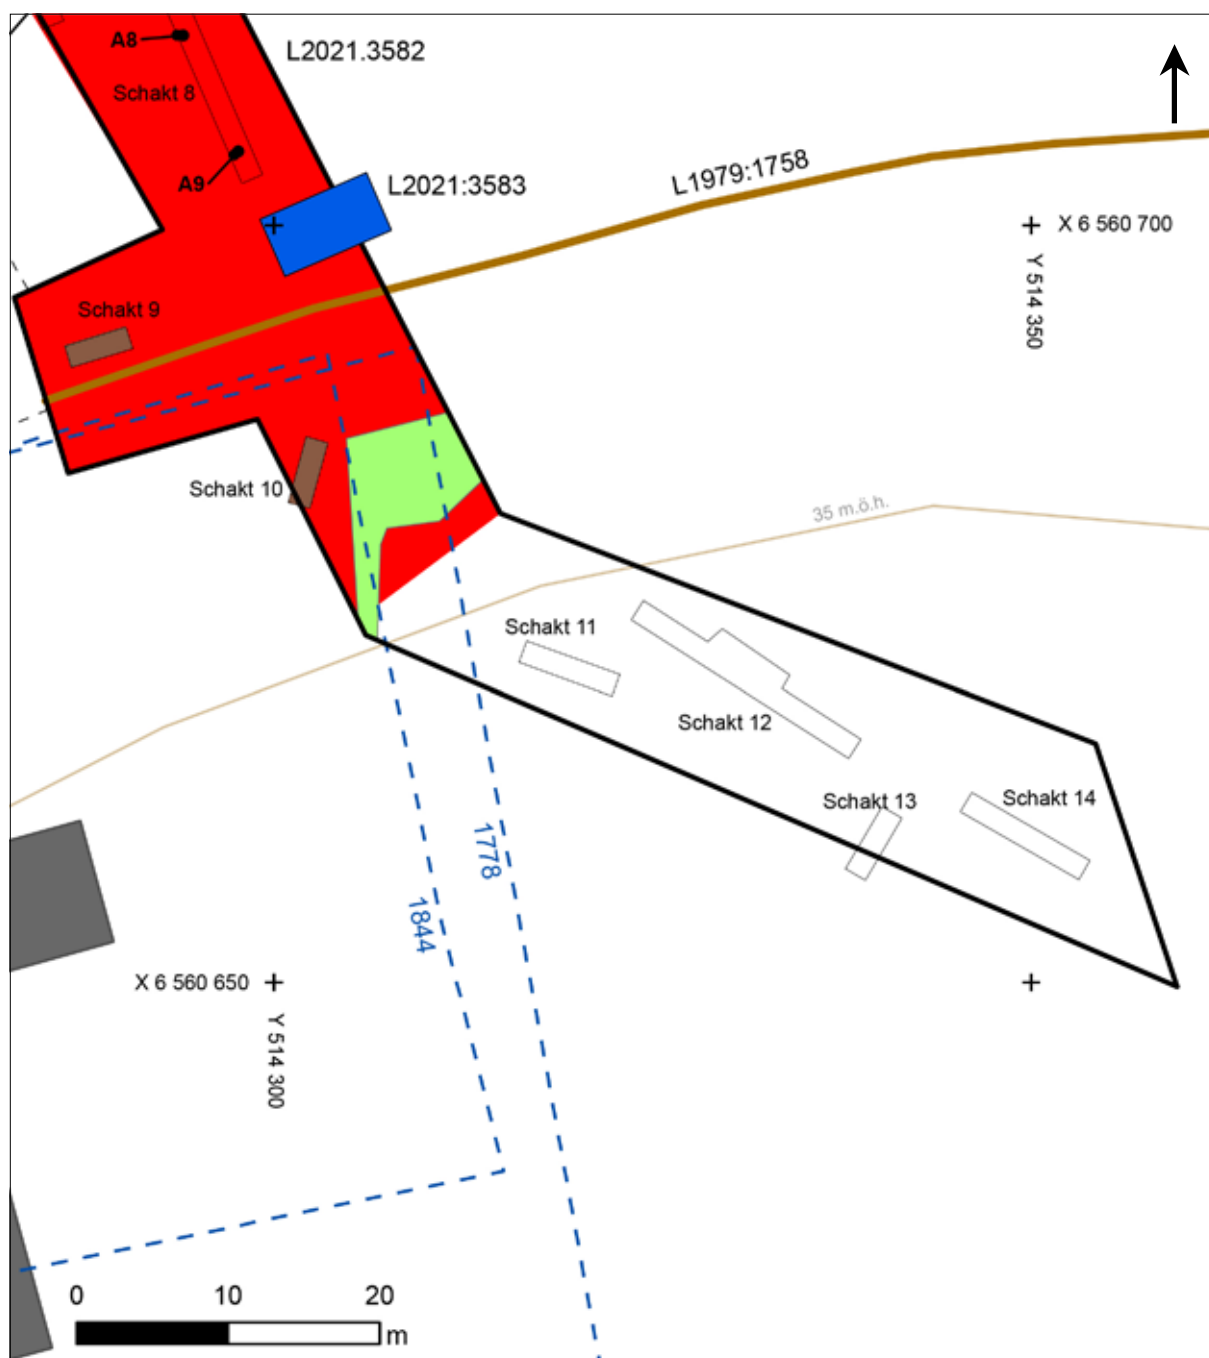 A8
L2021.3582
Schakt 8
L1979:1758
A9
L2021:3583
X 6 560 700
Y 514 350
Schakt 9
Schakt 10
35 m.ö.h.
Schakt 11
Schakt 12
Schakt 13
Schakt 14
1778
1844
X 6 560 650
Y 514 300
0 10 20
m